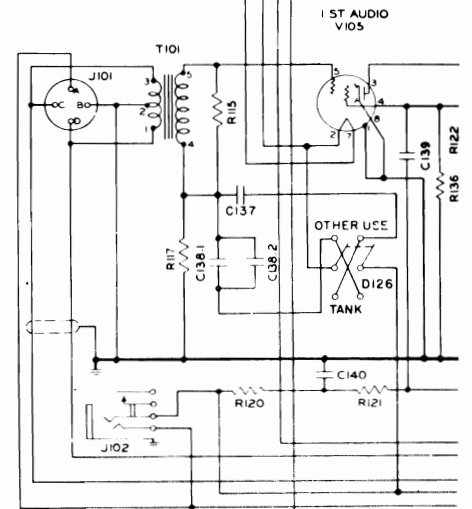 1 ST AUDIO
V105
T101
J101
A
C
B
D
3
2
1
5
4
R115
5
3
4
8
2
7
1
C139
R122
R136
C137
R117
C138-1
C138-2
OTHER USE
D126
TANK
C140
R120
R121
J102